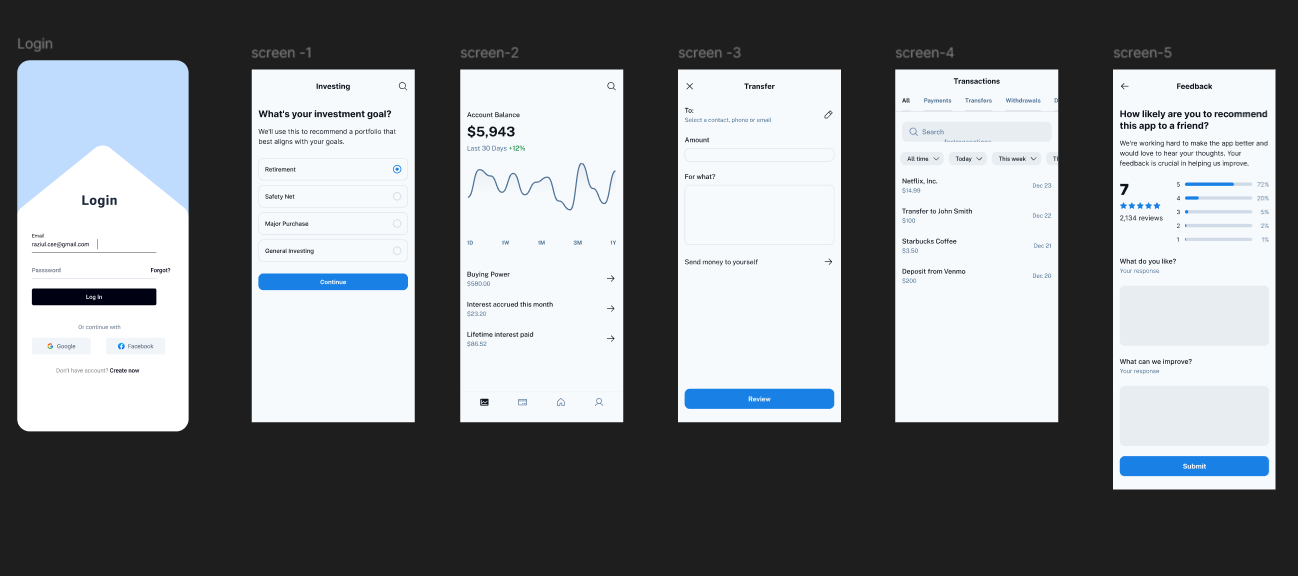 Login
Login
Email
raziul.cse@gmail.com
Passsword
Forgot?
Log In
Or continue with
Google
Facebook
Don't have account? Create now
screen -1
Investing
What's your investment goal?
We'll use this to recommend a portfolio that
best aligns with your goals.
Retirement
Safety Net
Major Purchase
General Investing
Continue
screen-2
Account Balance
$5,943
Last 30 Days +12%
1D 1W 1M 3M 1Y
Buying Power
$580.00
Interest accrued this month
$23.20
Lifetime interest paid
$86.52
screen -3
Transfer
To:
Select a contact, phone or email
Amount
For what?
Send money to yourself
Review
screen-4
Transactions
All Payments Transfers Withdrawals D
Search
All time Today This week
Netflix, Inc.
$14.99
Dec 23
Transfer to John Smith
$100
Dec 22
Starbucks Coffee
$3.50
Dec 21
Deposit from Venmo
$200
Dec 20
screen-5
Feedback
How likely are you to recommend
this app to a friend?
We're working hard to make the app better and
would love to hear your thoughts. Your
feedback is crucial in helping us improve.
7
2,134 reviews
5 72%
4 20%
3 5%
2 2%
1 1%
What do you like?
Your response
What can we improve?
Your response
Submit